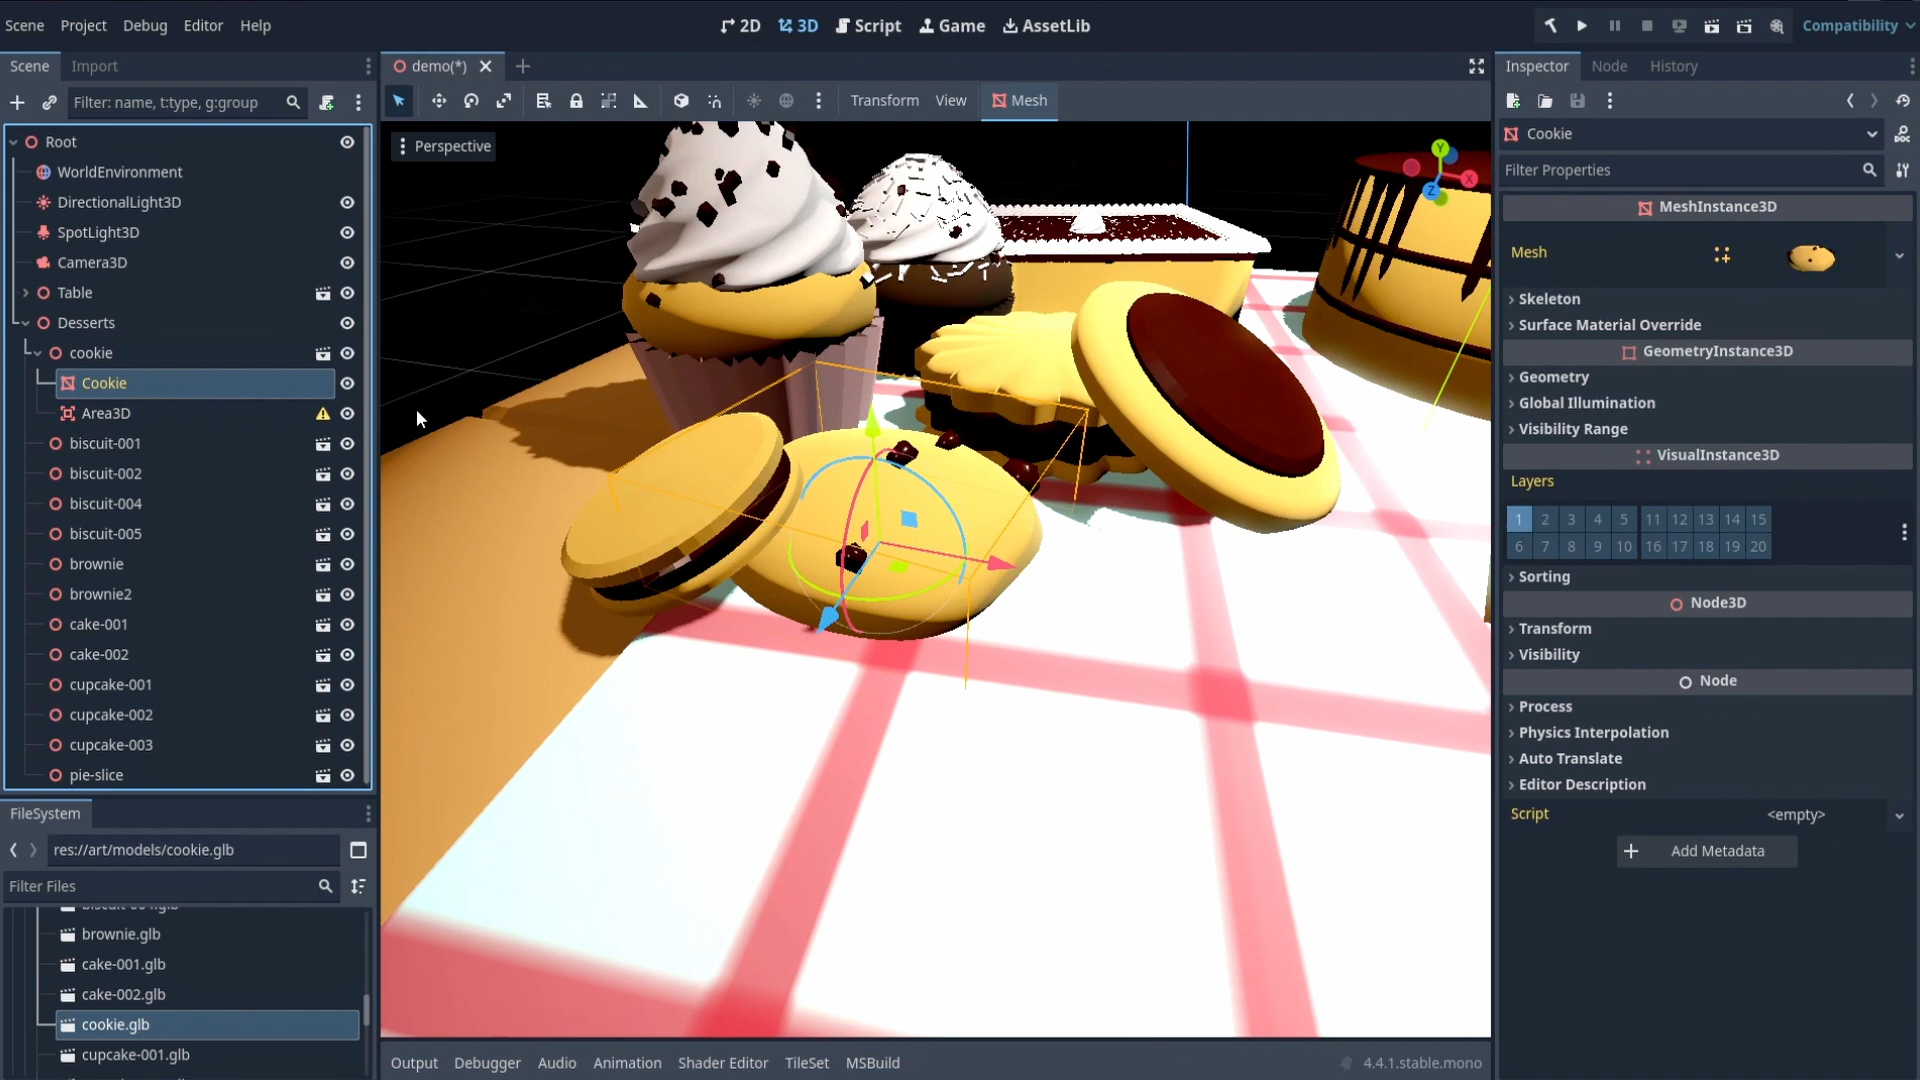 Scene Project Debug Editor Help
2D 3D Script Game AssetLib
Compatibility
Scene Import
Filter: name, t:type, g:group
Root
WorldEnvironment
DirectionalLight3D
SpotLight3D
Camera3D
Table
Desserts
cookie
Cookie
Area3D
biscuit-001
biscuit-002
biscuit-004
biscuit-005
brownie
brownie2
cake-001
cake-002
cupcake-001
cupcake-002
cupcake-003
pie-slice
FileSystem
res://art/models/cookie.glb
Filter Files
brownie.glb
cake-001.glb
cake-002.glb
cookie.glb
cupcake-001.glb
demo(*)
Transform View Mesh
Perspective
Y
X
Z
Output Debugger Audio Animation Shader Editor TileSet MSBuild
4.4.1.stable.mono
Inspector Node History
Cookie
Filter Properties
MeshInstance3D
Mesh
Skeleton
Surface Material Override
GeometryInstance3D
Geometry
Global Illumination
Visibility Range
VisualInstance3D
Layers
1 2 3 4 5 11 12 13 14 15
6 7 8 9 10 16 17 18 19 20
Sorting
Node3D
Transform
Visibility
Node
Process
Physics Interpolation
Auto Translate
Editor Description
Script <empty>
Add Metadata